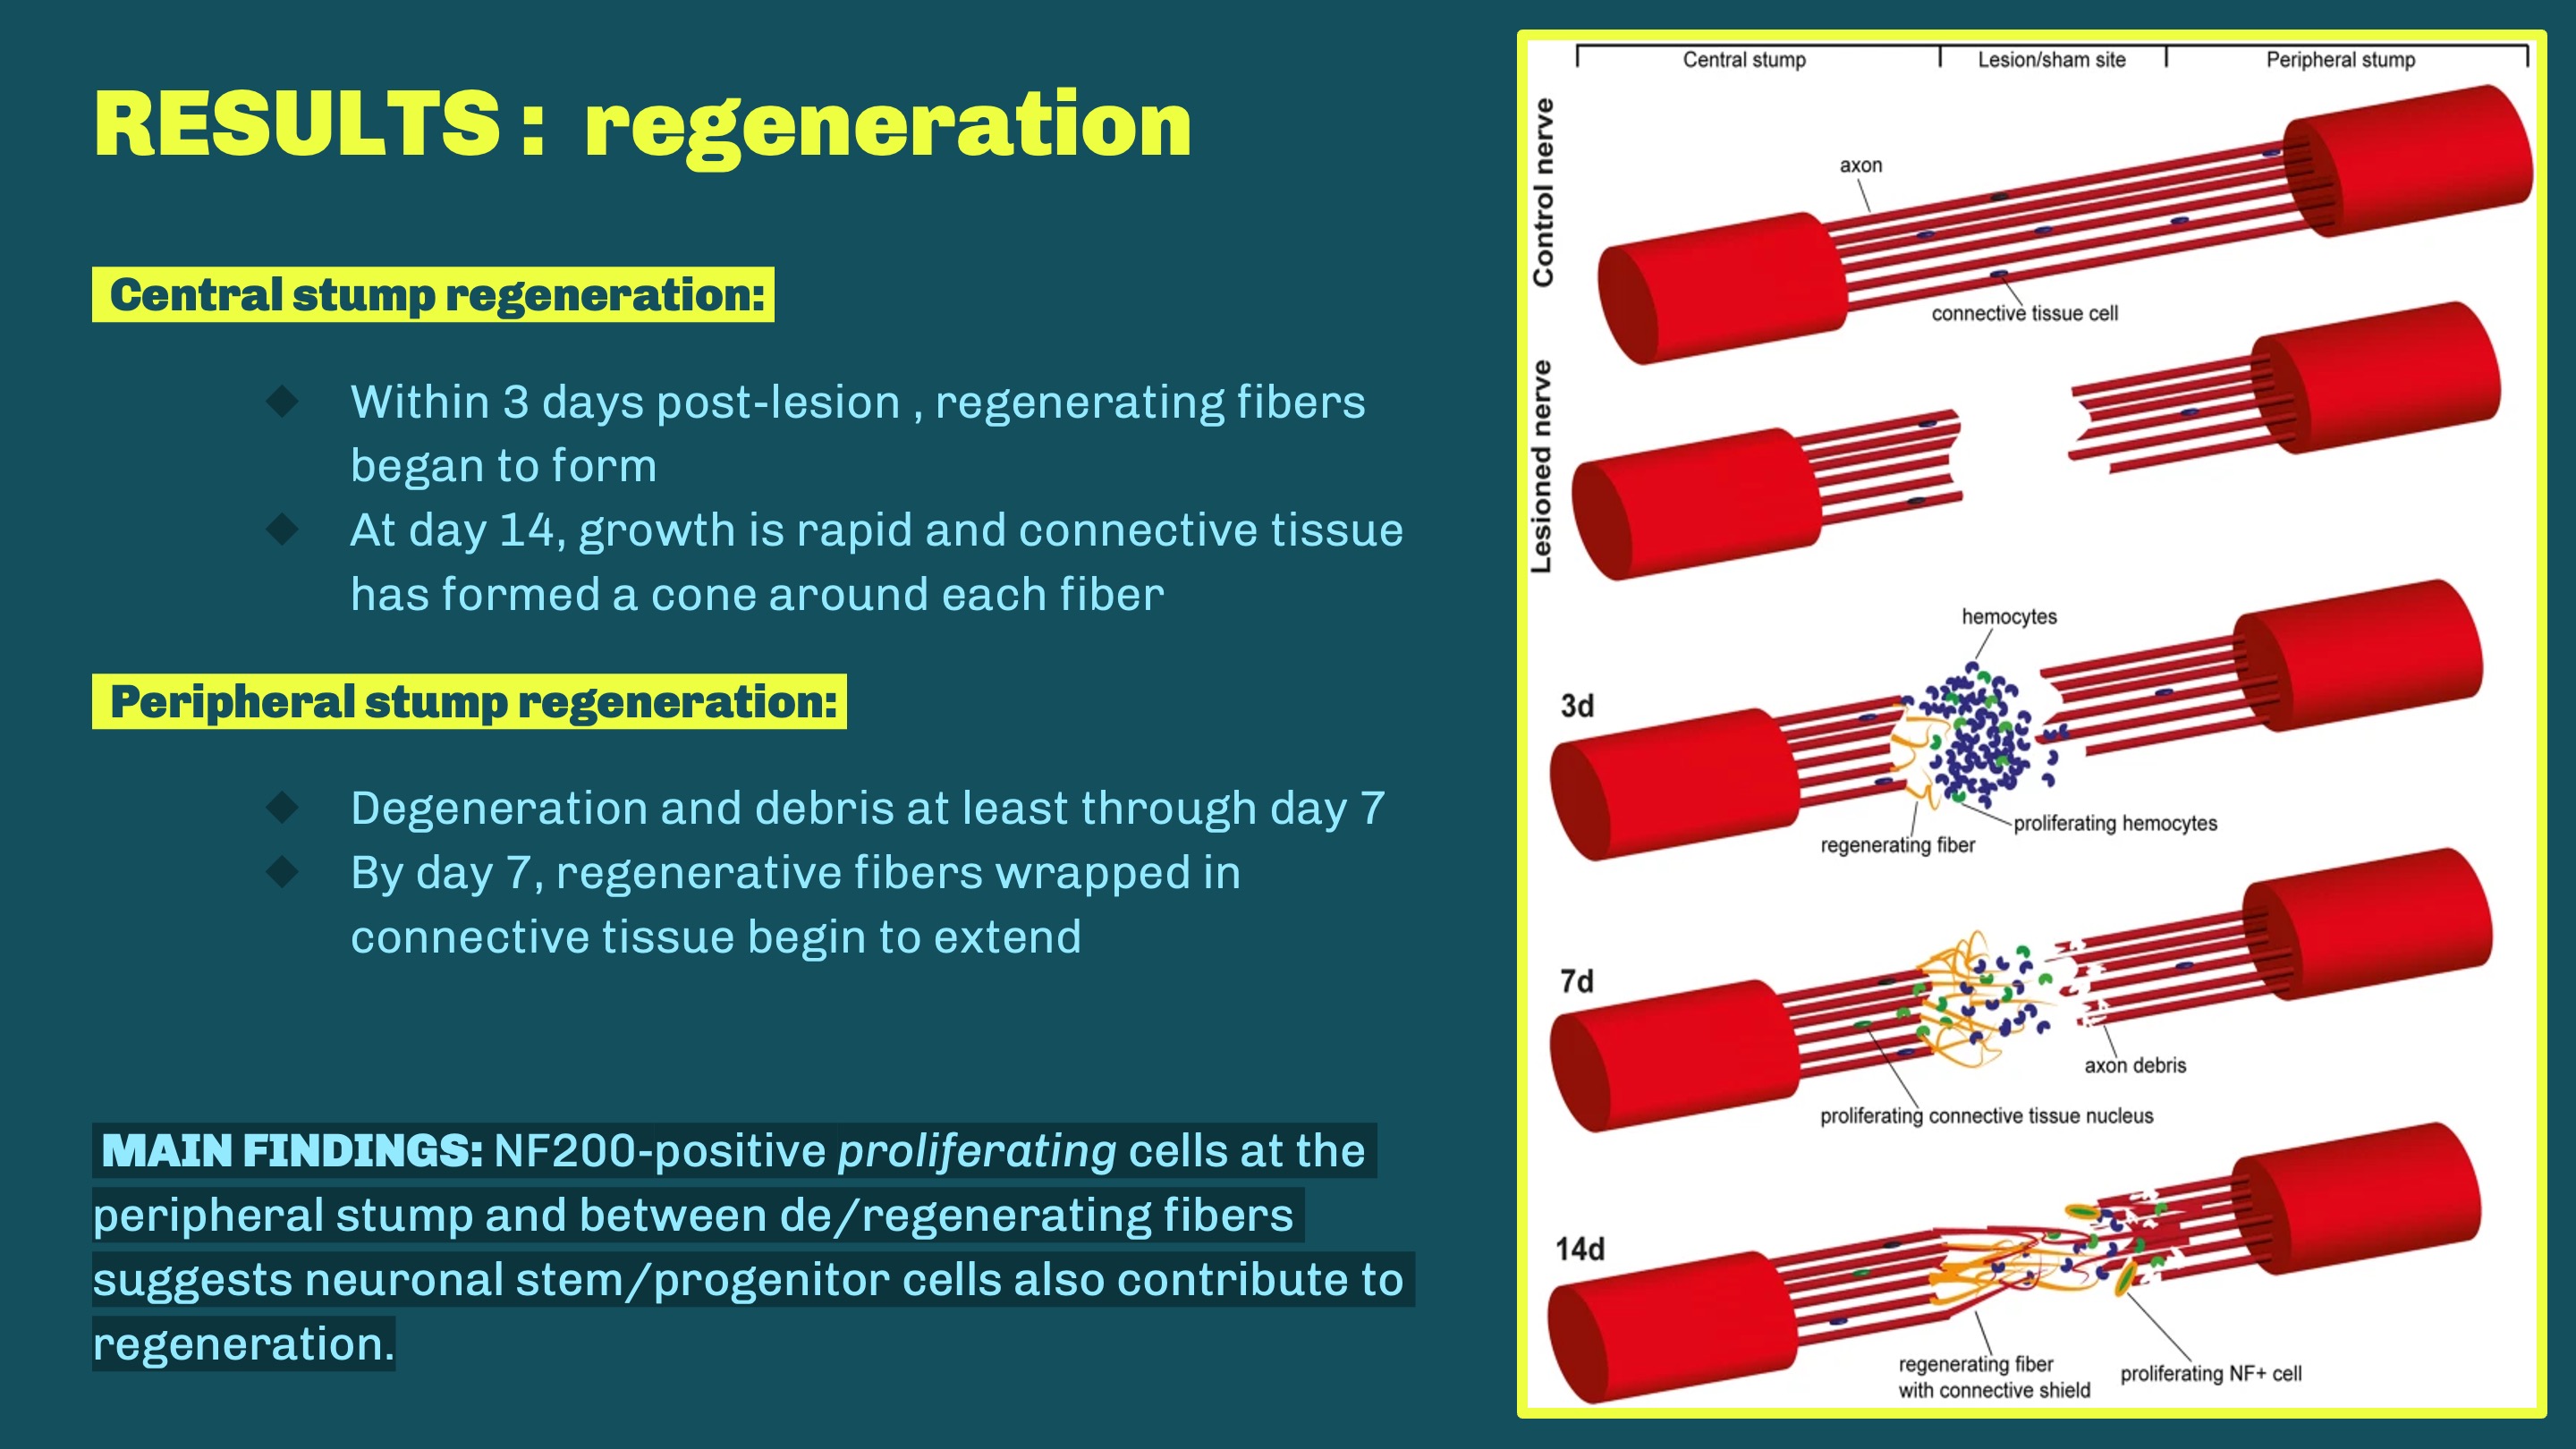 RESULTS : regeneration
Central stump regeneration:
◆ Within 3 days post-lesion , regenerating fibers
began to form
◆ At day 14, growth is rapid and connective tissue
has formed a cone around each fiber
Peripheral stump regeneration:
◆ Degeneration and debris at least through day 7
◆ By day 7, regenerative fibers wrapped in
connective tissue begin to extend
MAIN FINDINGS: NF200-positive proliferating cells at the
peripheral stump and between de/regenerating fibers
suggests neuronal stem/progenitor cells also contribute to
regeneration.
Central stump
Lesion/sham site
Peripheral stump
Control nerve
axon
connective tissue cell
Lesioned nerve
hemocytes
3d
proliferating hemocytes
regenerating fiber
7d
axon debris
proliferating connective tissue nucleus
14d
regenerating fiber
with connective shield
proliferating NF+ cell